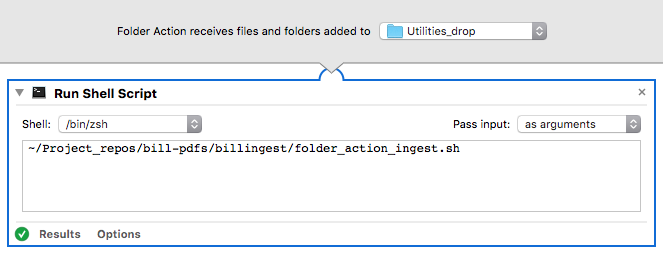 Folder Action receives files and folders added to Utilities_drop
Run Shell Script
Shell: /bin/zsh Pass input: as arguments
~/Project_repos/bill-pdfs/billingest/folder_action_ingest.sh
Results Options